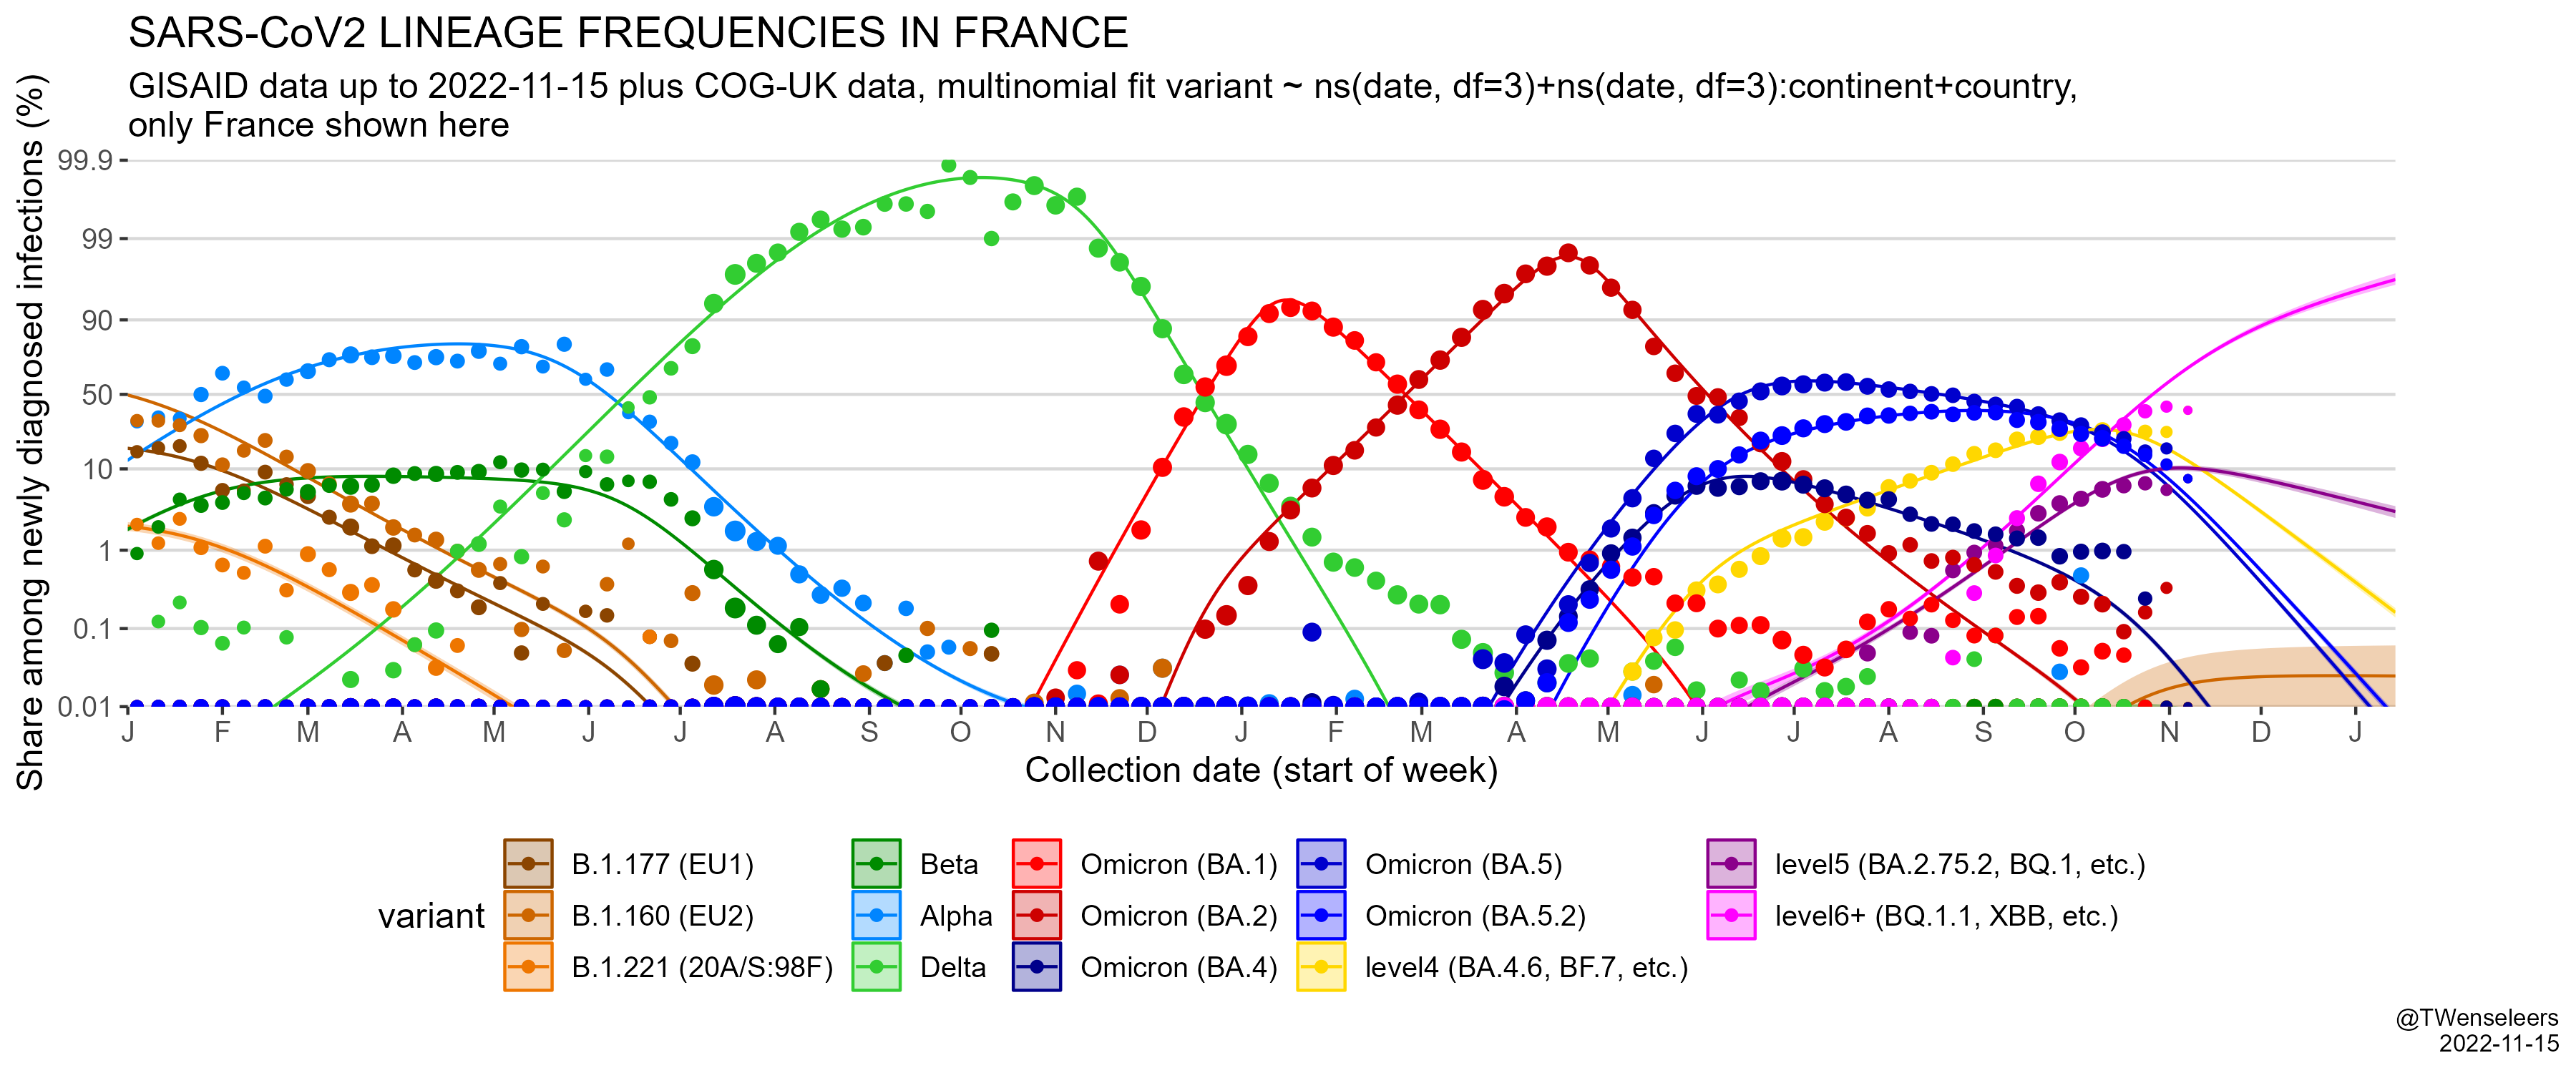 SARS-CoV2 LINEAGE FREQUENCIES IN FRANCE
GISAID data up to 2022-11-15 plus COG-UK data, multinomial fit variant ~ ns(date, df=3)+ns(date, df=3):continent+country,
only France shown here
Share among newly diagnosed infections (%)
99.9
99
90
50
10
1
0.1
0.01
J F M A M J J A S O N D J F M A M J J A S O N D J
Collection date (start of week)
variant
B.1.177 (EU1)
B.1.160 (EU2)
B.1.221 (20A/S:98F)
Beta
Alpha
Delta
Omicron (BA.1)
Omicron (BA.2)
Omicron (BA.4)
Omicron (BA.5)
Omicron (BA.5.2)
level4 (BA.4.6, BF.7, etc.)
level5 (BA.2.75.2, BQ.1, etc.)
level6+ (BQ.1.1, XBB, etc.)
@TWenseleers
2022-11-15